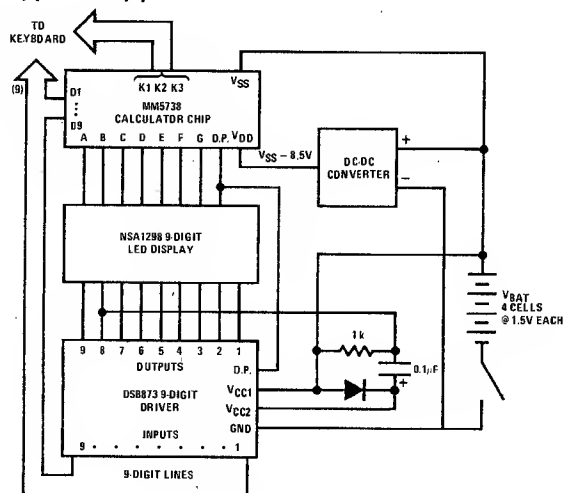 TO
KEYBOARD
(9)
K1 K2 K3
VSS
D1
D9
MM5738
CALCULATOR CHIP
A B C D E F G D.P. VDD
VSS – 8.5V
DC-DC
CONVERTER
+
–
NSA1298 9-DIGIT
LED DISPLAY
VBAT
4 CELLS
@ 1.5V EACH
9 8 7 6 5 4 3 2 1
OUTPUTS
D.P.
1k
0.1µF
+
DS8873 9-DIGIT
DRIVER
VCC1
VCC2
GND
INPUTS
9 · · · · · · · 1
9-DIGIT LINES